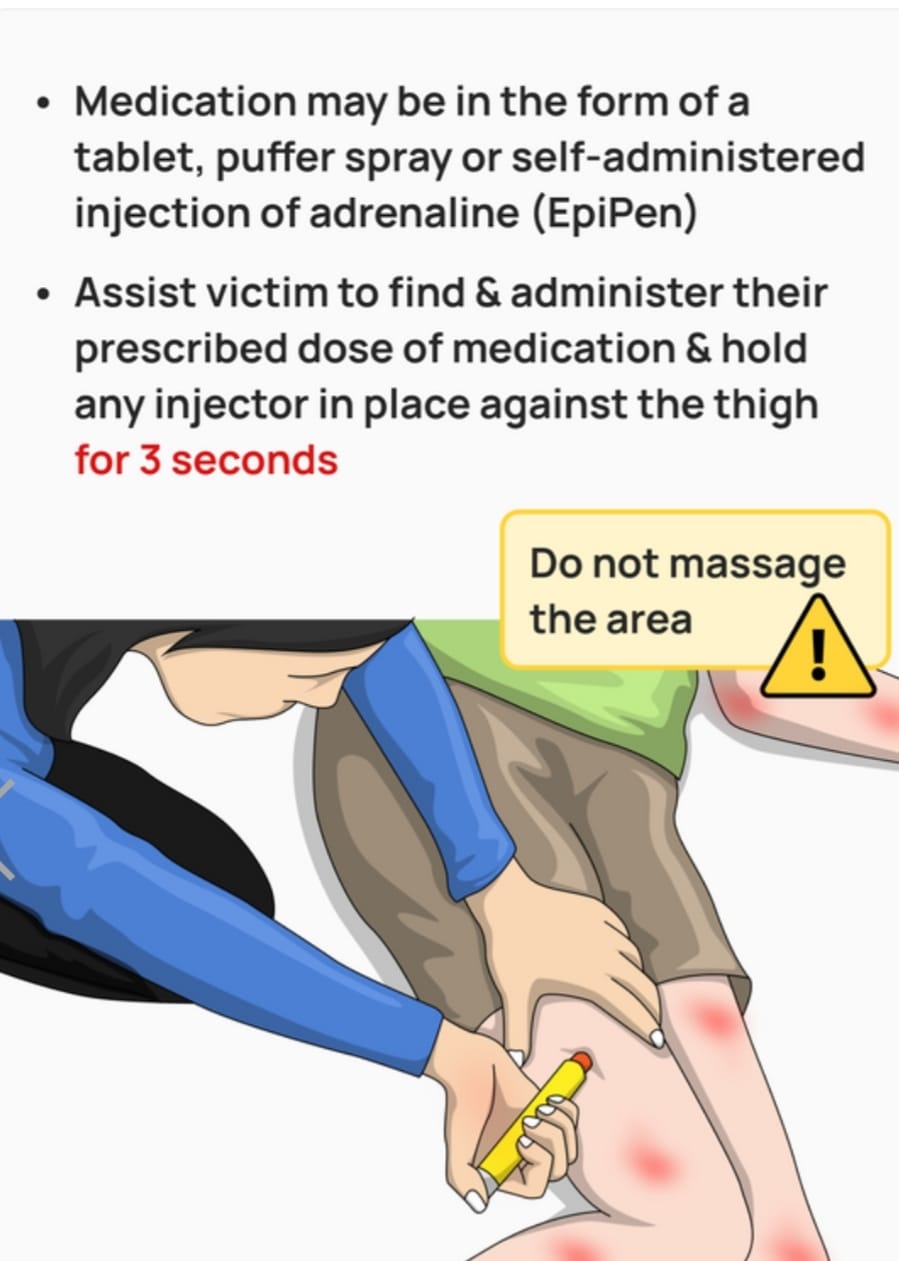 • Medication may be in the form of a
tablet, puffer spray or self-administered
injection of adrenaline (EpiPen)
• Assist victim to find & administer their
prescribed dose of medication & hold
any injector in place against the thigh
for 3 seconds
Do not massage
the area
!